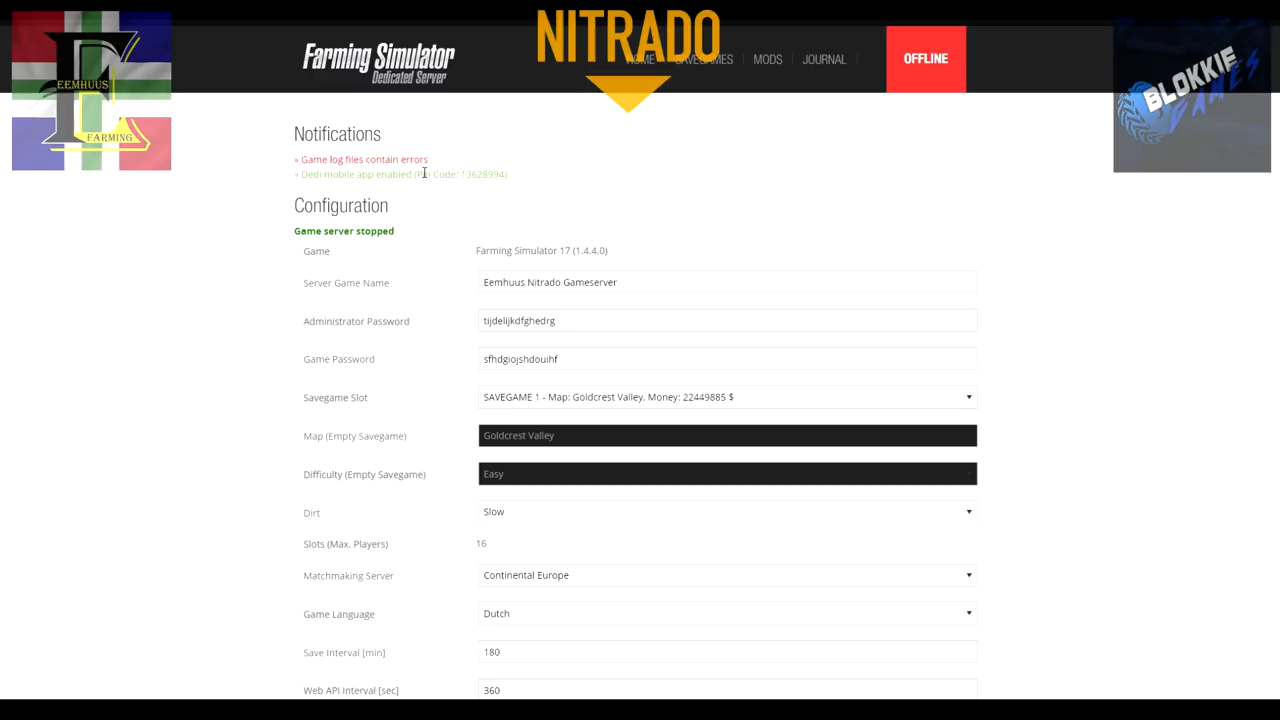 NITRADO
Farming Simulator
Dedicated Server
HOME SAVEGAMES MODS JOURNAL
OFFLINE
EEMHUUS
FARMING
BLOKKIE
Notifications
» Game log files contain errors
» Dedi mobile app enabled (Pin Code: 13628994)
Configuration
Game server stopped
Game Farming Simulator 17 (1.4.4.0)
Server Game Name Eemhuus Nitrado Gameserver
Administrator Password tijdelijkdfghedrg
Game Password sfhdgiojshdouihf
Savegame Slot SAVEGAME 1 - Map: Goldcrest Valley, Money: 22449885 $
Map (Empty Savegame) Goldcrest Valley
Difficulty (Empty Savegame) Easy
Dirt Slow
Slots (Max. Players) 16
Matchmaking Server Continental Europe
Game Language Dutch
Save Interval [min] 180
Web API Interval [sec] 360